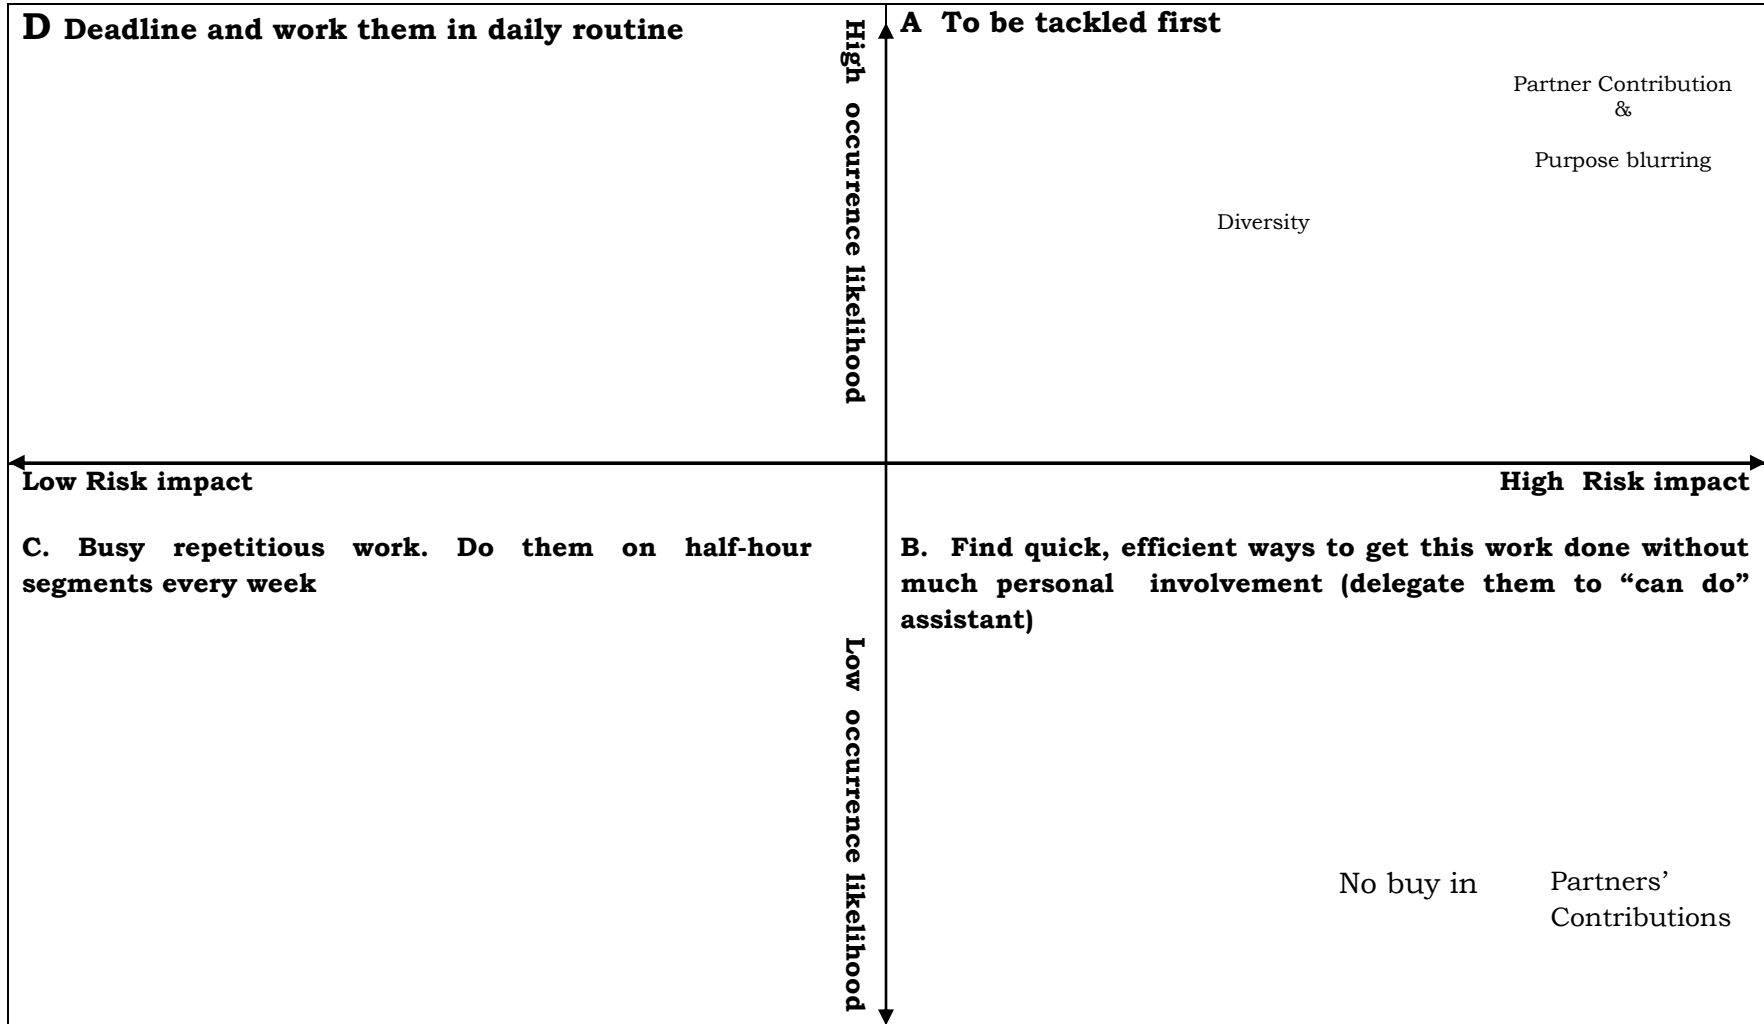 D Deadline and work them in daily routine
High occurrence likelihood
A To be tackled first
Partner Contribution
&
Purpose blurring
Diversity
Low Risk impact
High Risk impact
C. Busy repetitious work. Do them on half-hour
segments every week
Low occurrence likelihood
B. Find quick, efficient ways to get this work done without
much personal involvement (delegate them to “can do”
assistant)
No buy in
Partners’
Contributions